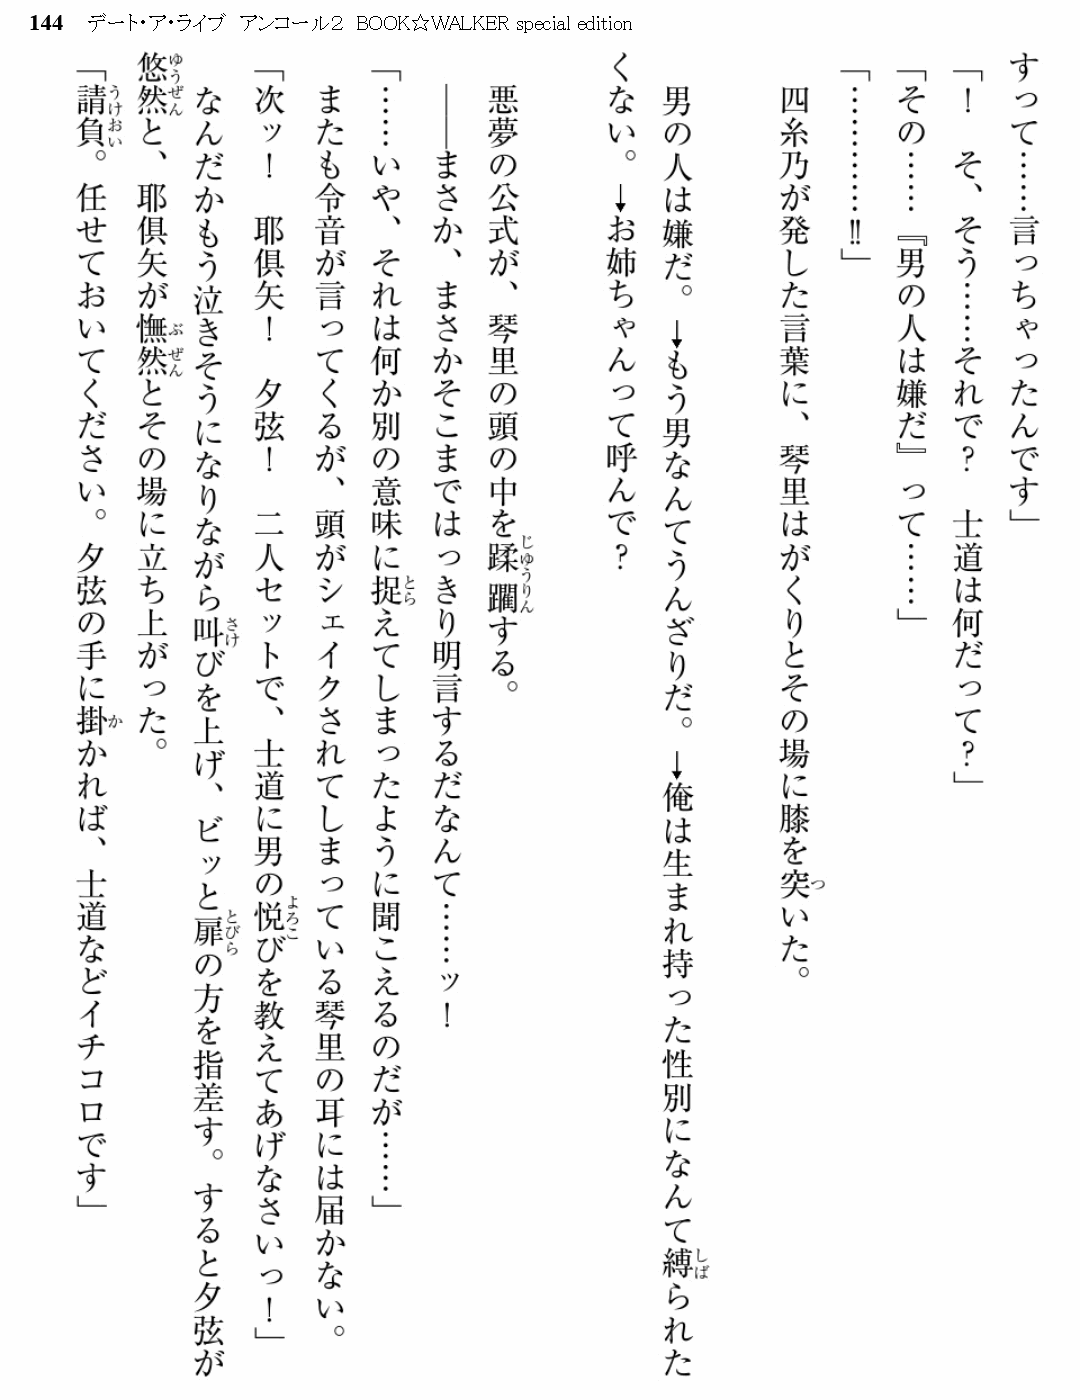 144 デート・ア・ライブ アンコール2 BOOK☆WALKER special edition
すって……言っちゃったんです」
「！　そ、そう……それで？　士道は何だって？」
「その……『男の人は嫌だ』って……」
「…………‼」
四糸乃が発した言葉に、琴里はがくりとその場に膝を突いた。
男の人は嫌だ。→もう男なんてうんざりだ。→俺は生まれ持った性別になんて縛られた
くない。→お姉ちゃんって呼んで？
悪夢の公式が、琴里の頭の中を蹂躙する。
――まさか、まさかそこまではっきり明言するだなんて……ッ！
「……いや、それは何か別の意味に捉えてしまったように聞こえるのだが……」
またも令音が言ってくるが、頭がシェイクされてしまっている琴里の耳には届かない。
「次ッ！　耶倶矢！　夕弦！　二人セットで、士道に男の悦びを教えてあげなさいっ！」
なんだかもう泣きそうになりながら叫びを上げ、ビッと扉の方を指差す。すると夕弦が
悠然と、耶倶矢が憮然とその場に立ち上がった。
「請負。任せておいてください。夕弦の手に掛かれば、士道などイチコロです」